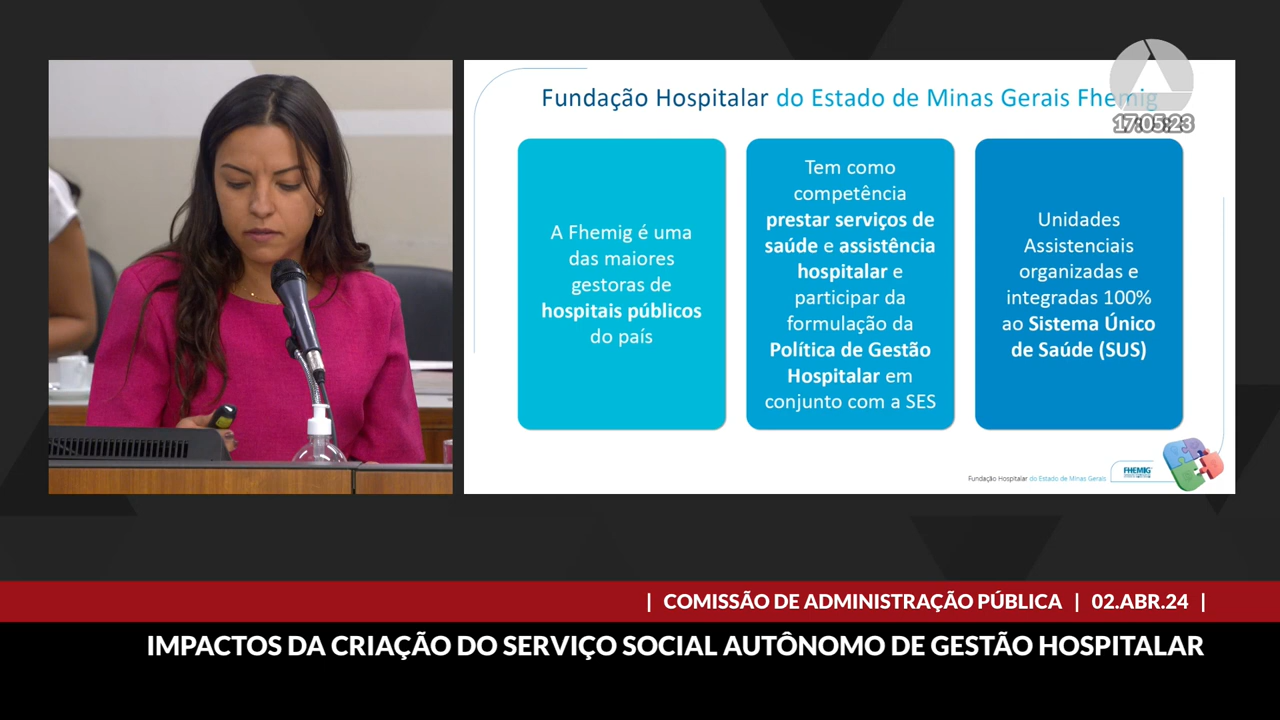 Fundação Hospitalar do Estado de Minas Gerais Fhemig
17:05:23
A Fhemig é uma
das maiores
gestoras de
hospitais públicos
do país
Tem como
competência
prestar serviços de
saúde e assistência
hospitalar e
participar da
formulação da
Política de Gestão
Hospitalar em
conjunto com a SES
Unidades
Assistenciais
organizadas e
integradas 100%
ao Sistema Único
de Saúde (SUS)
Fundação Hospitalar do Estado de Minas Gerais
FHEMIG
| COMISSÃO DE ADMINISTRAÇÃO PÚBLICA | 02.ABR.24 |
IMPACTOS DA CRIAÇÃO DO SERVIÇO SOCIAL AUTÔNOMO DE GESTÃO HOSPITALAR